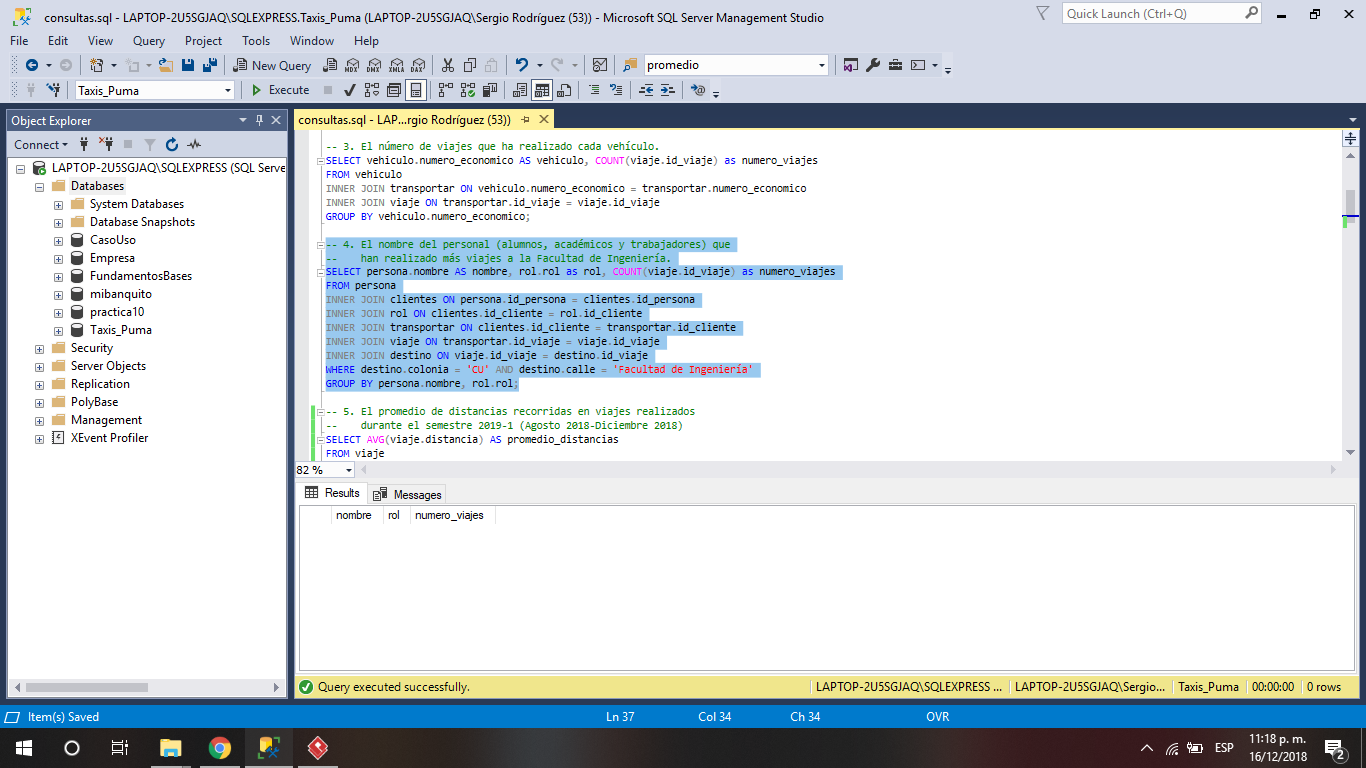 consultas.sql - LAPTOP-2U5SGJAQ\SQLEXPRESS.Taxis_Puma (LAPTOP-2U5SGJAQ\Sergio Rodríguez (53)) - Microsoft SQL Server Management Studio
Quick Launch (Ctrl+Q)
File Edit View Query Project Tools Window Help
New Query MDX DMX XMLA DAX promedio
Taxis_Puma Execute
Object Explorer
consultas.sql - LAP...rgio Rodríguez (53))
Connect
LAPTOP-2U5SGJAQ\SQLEXPRESS (SQL Serve
Databases
System Databases
Database Snapshots
CasoUso
Empresa
FundamentosBases
mibanquito
practica10
Taxis_Puma
Security
Server Objects
Replication
PolyBase
Management
XEvent Profiler
-- 3. El número de viajes que ha realizado cada vehículo.
SELECT vehiculo.numero_economico AS vehiculo, COUNT(viaje.id_viaje) as numero_viajes
FROM vehiculo
INNER JOIN transportar ON vehiculo.numero_economico = transportar.numero_economico
INNER JOIN viaje ON transportar.id_viaje = viaje.id_viaje
GROUP BY vehiculo.numero_economico;
-- 4. El nombre del personal (alumnos, académicos y trabajadores) que
-- han realizado más viajes a la Facultad de Ingeniería.
SELECT persona.nombre AS nombre, rol.rol as rol, COUNT(viaje.id_viaje) as numero_viajes
FROM persona
INNER JOIN clientes ON persona.id_persona = clientes.id_persona
INNER JOIN rol ON clientes.id_cliente = rol.id_cliente
INNER JOIN transportar ON clientes.id_cliente = transportar.id_cliente
INNER JOIN viaje ON transportar.id_viaje = viaje.id_viaje
INNER JOIN destino ON viaje.id_viaje = destino.id_viaje
WHERE destino.colonia = 'CU' AND destino.calle = 'Facultad de Ingeniería'
GROUP BY persona.nombre, rol.rol;
-- 5. El promedio de distancias recorridas en viajes realizados
-- durante el semestre 2019-1 (Agosto 2018-Diciembre 2018)
SELECT AVG(viaje.distancia) AS promedio_distancias
FROM viaje
82 %
Results Messages
nombre rol numero_viajes
Query executed successfully. LAPTOP-2U5SGJAQ\SQLEXPRESS ... LAPTOP-2U5SGJAQ\Sergio... Taxis_Puma 00:00:00 0 rows
Item(s) Saved Ln 37 Col 34 Ch 34 OVR
ESP
11:18 p. m.
16/12/2018
2